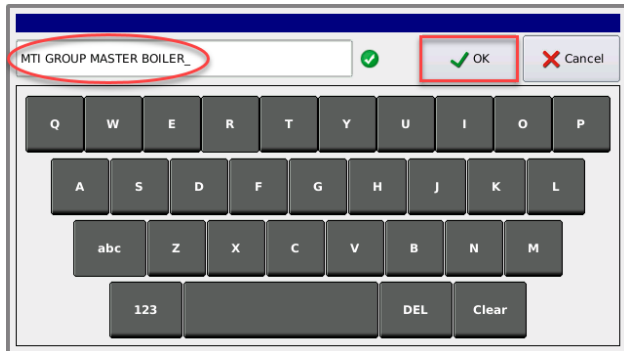 MTI GROUP MASTER BOILER_ OK Cancel
Q W E R T Y U I O P
A S D F G H J K L
abc Z X C V B N M
123 DEL Clear